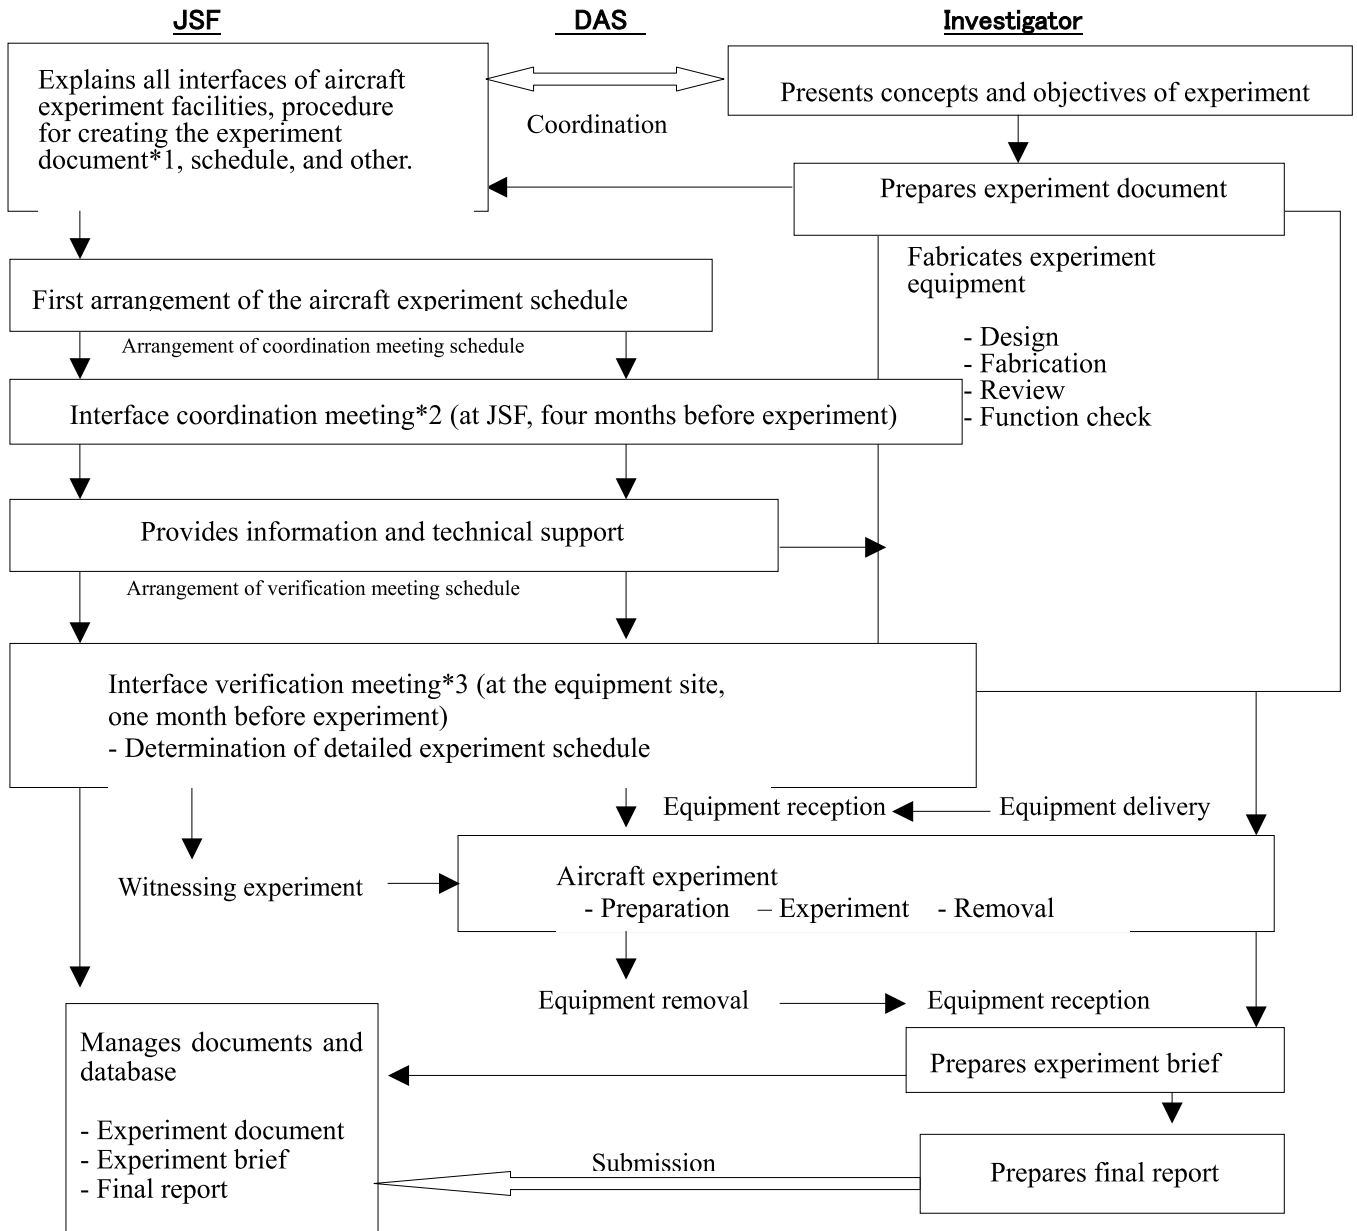 JSF
DAS
Investigator
Explains all interfaces of aircraft
experiment facilities, procedure
for creating the experiment
document*1, schedule, and other.
Coordination
Presents concepts and objectives of experiment
Prepares experiment document
Fabricates experiment
equipment
- Design
- Fabrication
- Review
- Function check
First arrangement of the aircraft experiment schedule
Arrangement of coordination meeting schedule
Interface coordination meeting*2 (at JSF, four months before experiment)
Provides information and technical support
Arrangement of verification meeting schedule
Interface verification meeting*3 (at the equipment site,
one month before experiment)
- Determination of detailed experiment schedule
Equipment reception
Equipment delivery
Witnessing experiment
Aircraft experiment
- Preparation – Experiment - Removal
Equipment removal
Equipment reception
Manages documents and
database
- Experiment document
- Experiment brief
- Final report
Prepares experiment brief
Submission
Prepares final report